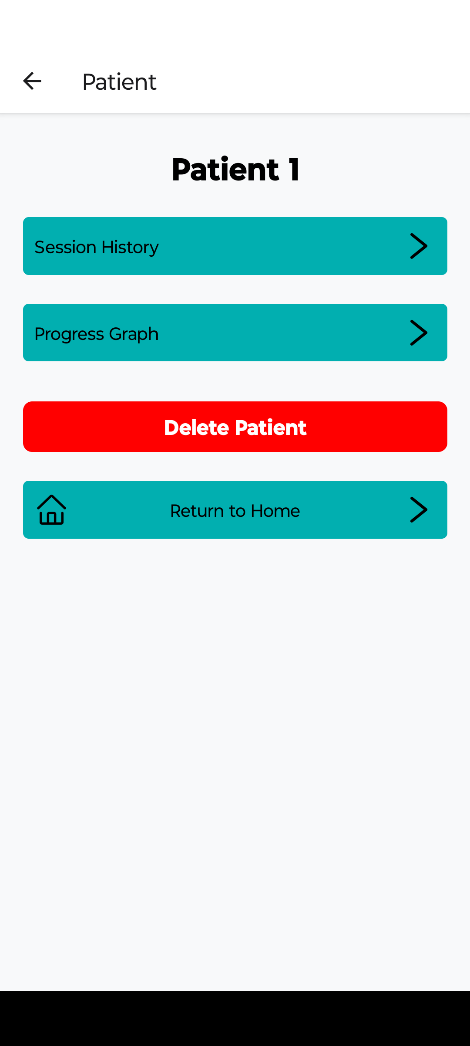 Patient
Patient 1
Session History
Progress Graph
Delete Patient
Return to Home